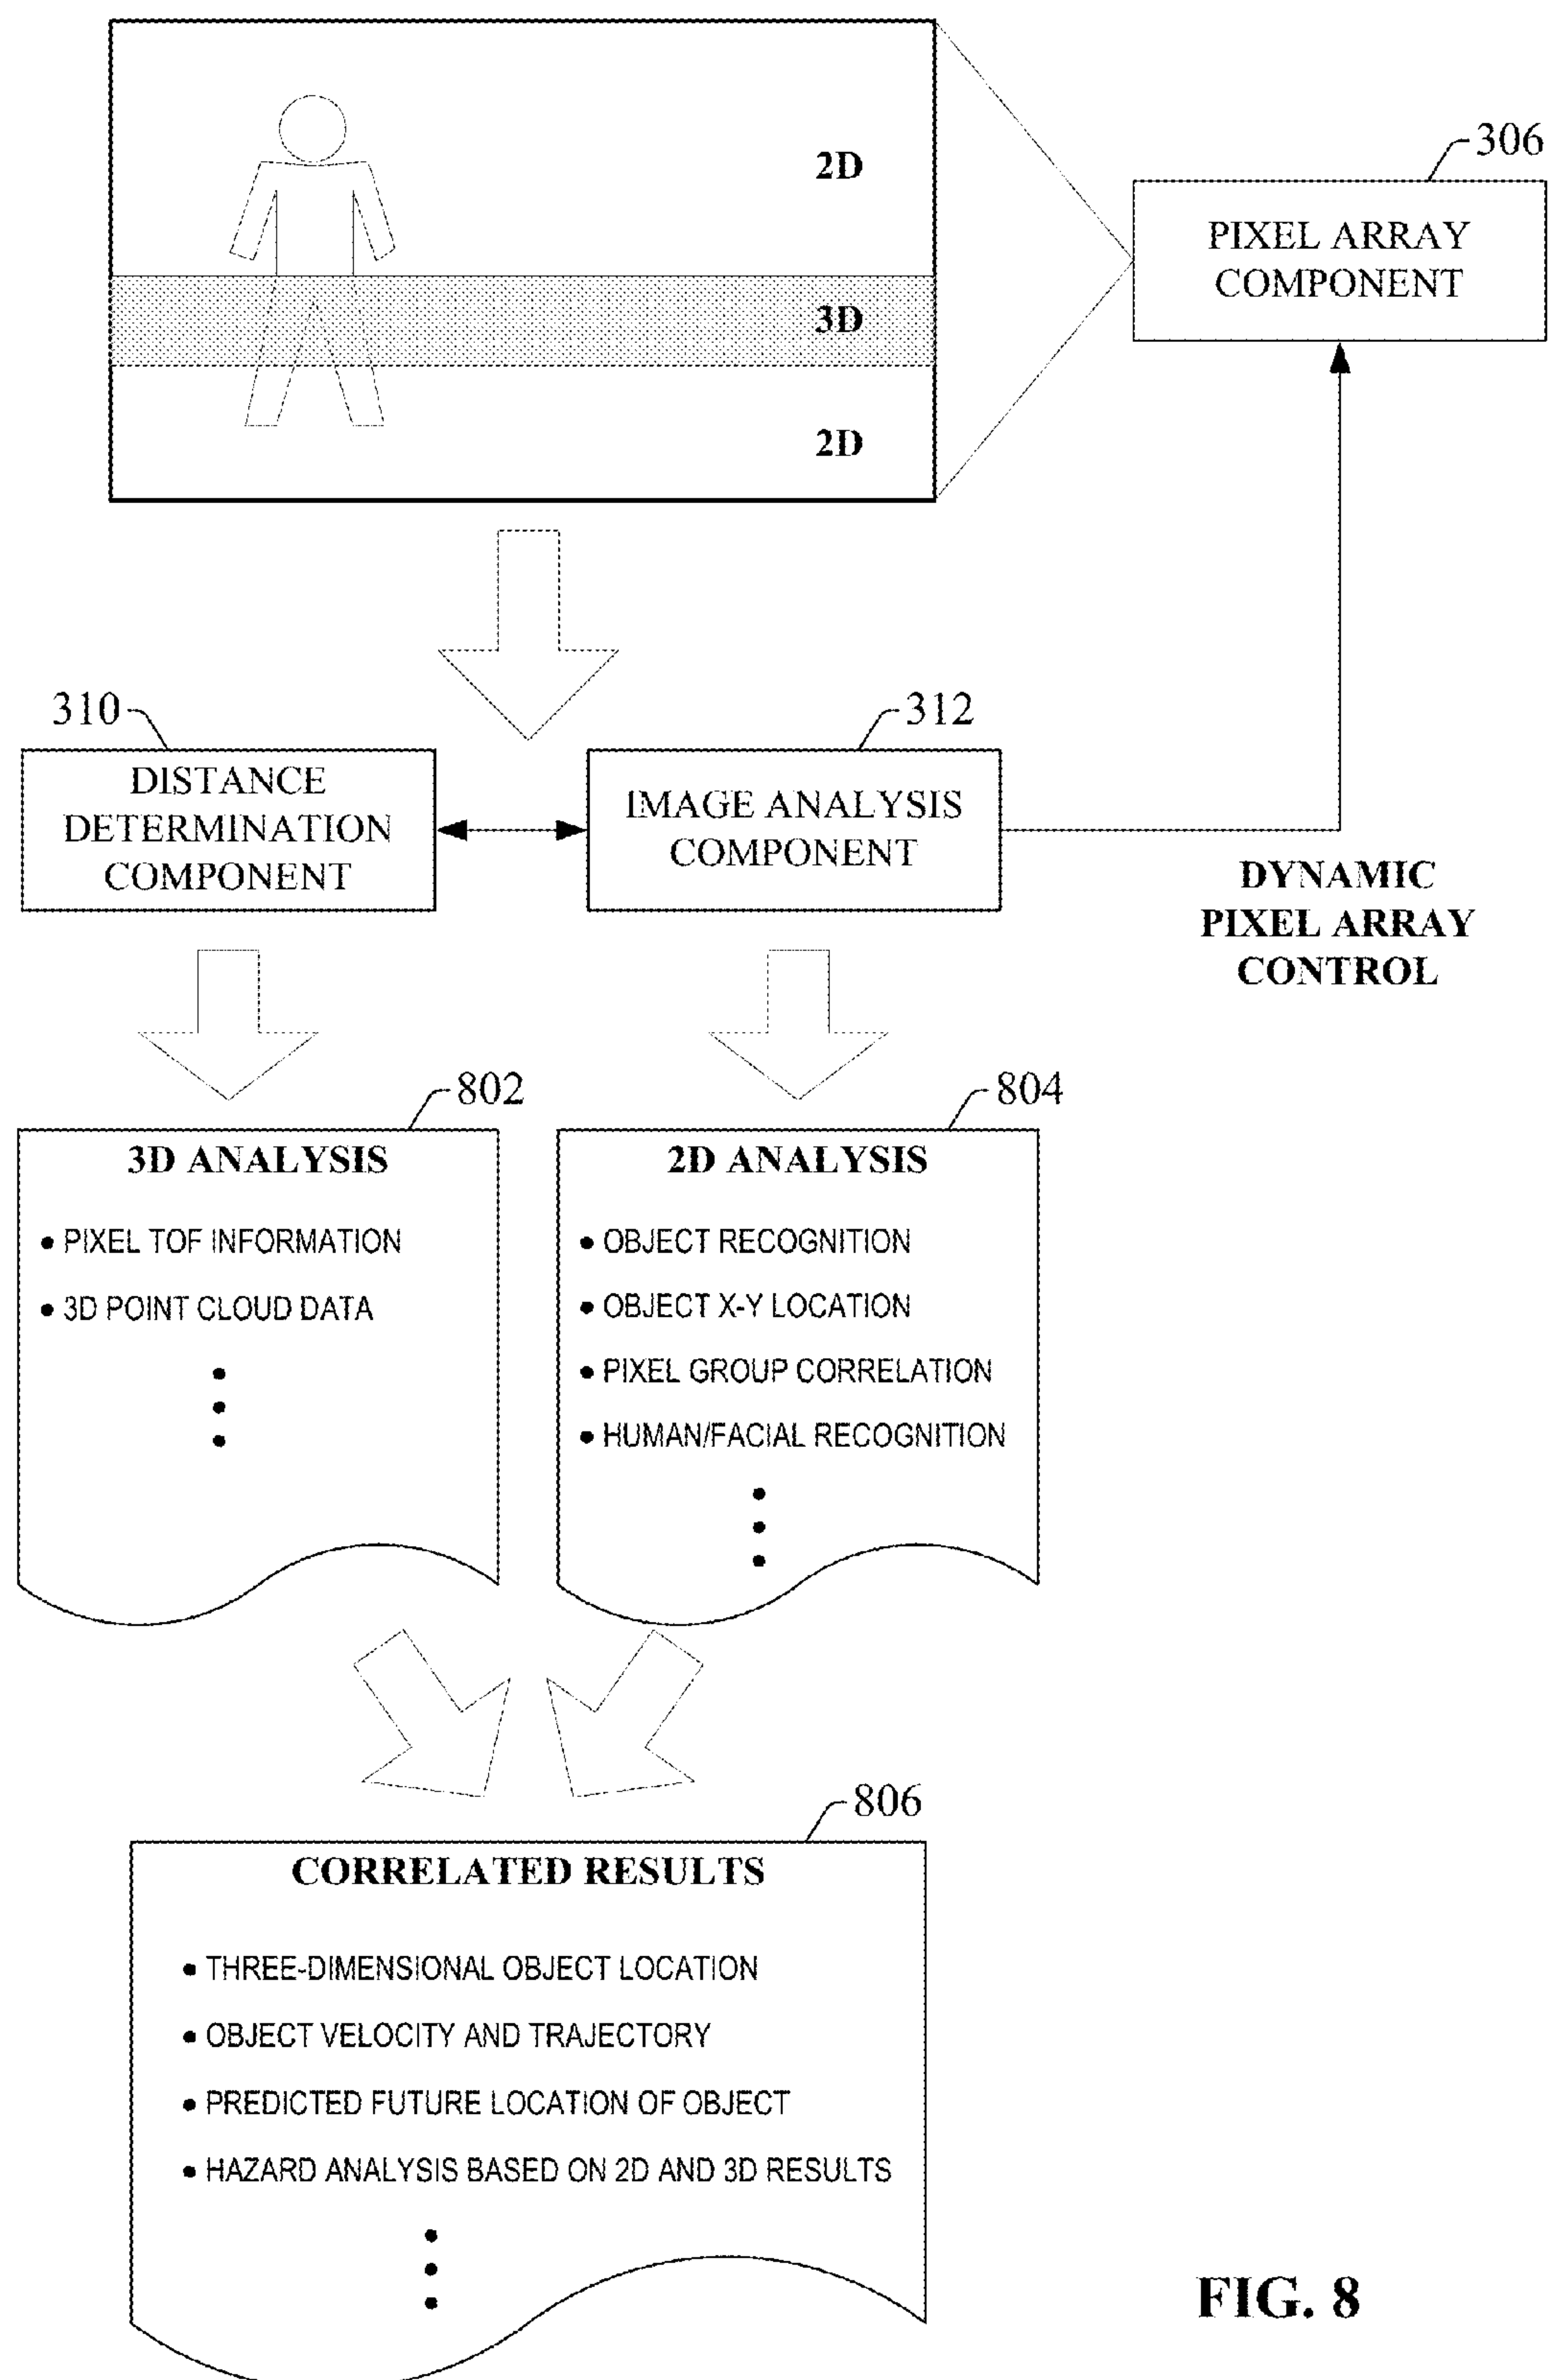 2D
306
PIXEL ARRAY
COMPONENT
3D
2D
310
312
DISTANCE
DETERMINATION
COMPONENT
IMAGE ANALYSIS
COMPONENT
DYNAMIC
PIXEL ARRAY
CONTROL
802
804
3D ANALYSIS
• PIXEL TOF INFORMATION
• 3D POINT CLOUD DATA
2D ANALYSIS
• OBJECT RECOGNITION
• OBJECT X-Y LOCATION
• PIXEL GROUP CORRELATION
• HUMAN/FACIAL RECOGNITION
806
CORRELATED RESULTS
• THREE-DIMENSIONAL OBJECT LOCATION
• OBJECT VELOCITY AND TRAJECTORY
• PREDICTED FUTURE LOCATION OF OBJECT
• HAZARD ANALYSIS BASED ON 2D AND 3D RESULTS
FIG. 8